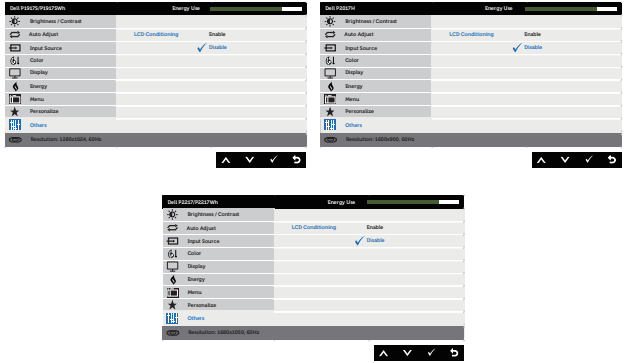 Dell P1917S/P1917SWh Energy Use
Brightness / Contrast
Auto Adjust LCD Conditioning Enable
Input Source Disable
Color
Display
Energy
Menu
Personalize
Others
Resolution: 1280x1024, 60Hz
Dell P2017H Energy Use
Brightness / Contrast
Auto Adjust LCD Conditioning Enable
Input Source Disable
Color
Display
Energy
Menu
Personalize
Others
Resolution: 1600x900, 60Hz
Dell P2217/P2217Wh Energy Use
Brightness / Contrast
Auto Adjust LCD Conditioning Enable
Input Source Disable
Color
Display
Energy
Menu
Personalize
Others
Resolution: 1680x1050, 60Hz